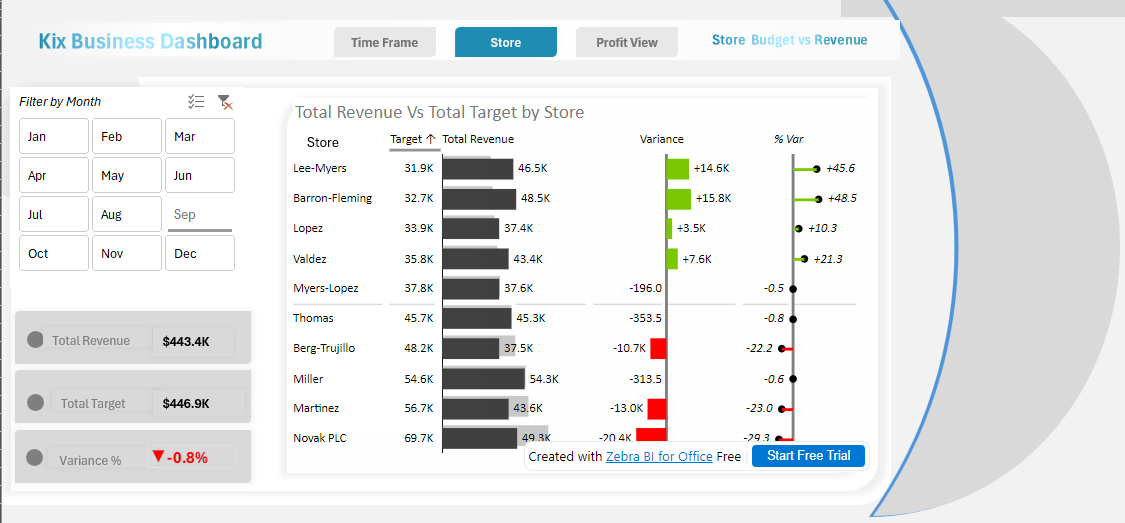 Kix Business Dashboard
Time Frame Store Profit View Store Budget vs Revenue
Filter by Month
Jan Feb Mar
Apr May Jun
Jul Aug Sep
Oct Nov Dec
Total Revenue $443.4K
Total Target $446.9K
Variance % ▼-0.8%
Total Revenue Vs Total Target by Store
Store Target ↑ Total Revenue Variance % Var
Lee-Myers 31.9K 46.5K +14.6K +45.6
Barron-Fleming 32.7K 48.5K +15.8K +48.5
Lopez 33.9K 37.4K +3.5K +10.3
Valdez 35.8K 43.4K +7.6K +21.3
Myers-Lopez 37.8K 37.6K -196.0 -0.5
Thomas 45.7K 45.3K -353.5 -0.8
Berg-Trujillo 48.2K 37.5K -10.7K -22.2
Miller 54.6K 54.3K -313.5 -0.6
Martinez 56.7K 43.6K -13.0K -23.0
Novak PLC 69.7K 49.3K -20.4K -29.3
Created with Zebra BI for Office Free Start Free Trial